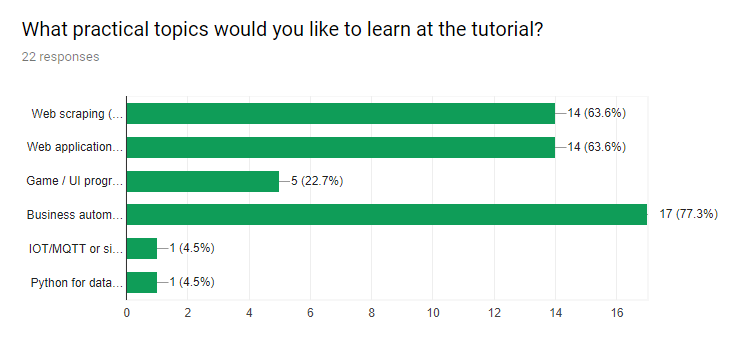 What practical topics would you like to learn at the tutorial?
22 responses
Web scraping (...
14 (63.6%)
Web application...
14 (63.6%)
Game / UI progr...
5 (22.7%)
Business autom...
17 (77.3%)
IOT/MQTT or si...
1 (4.5%)
Python for data...
1 (4.5%)
0 2 4 6 8 10 12 14 16